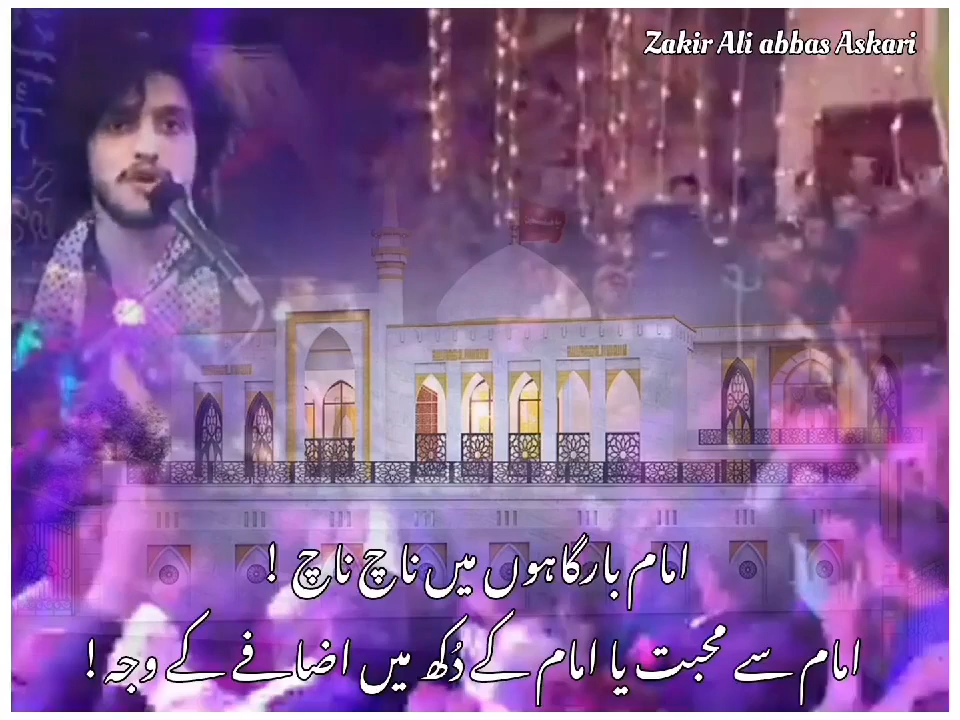 Zakir Ali abbas Askari
امام بارگاہوں میں ناچ ناچ !
امام سے محبت یا امام کے دُکھ میں اضافے کے وجہ !